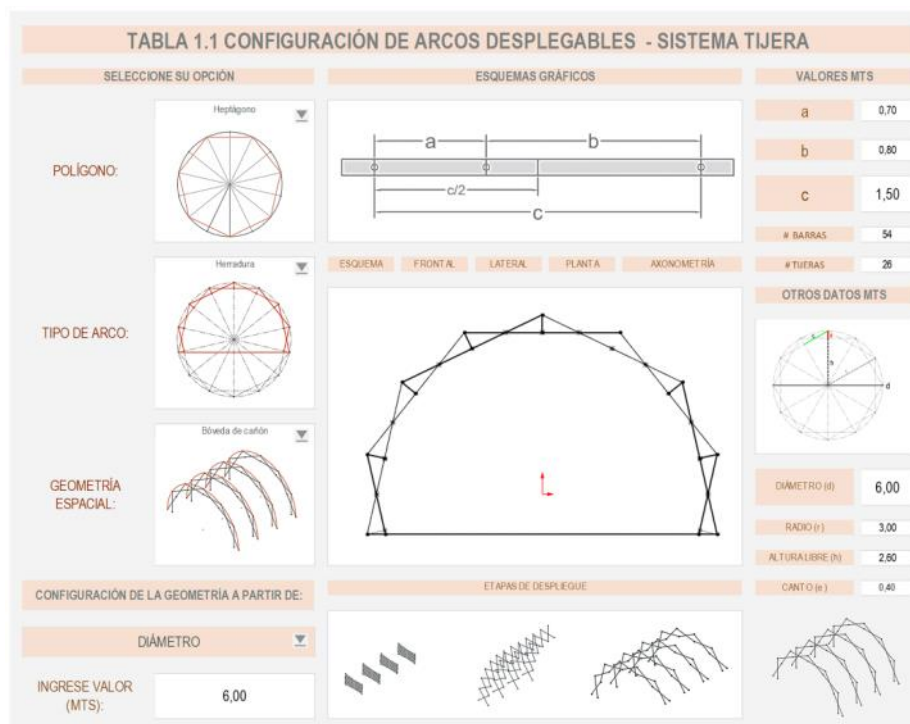 TABLA 1.1 CONFIGURACIÓN DE ARCOS DESPLEGABLES - SISTEMA TIJERA
SELECCIONE SU OPCIÓN
ESQUEMAS GRÁFICOS
VALORES MTS
POLÍGONO:
Heptágono
a
b
c/2
c
a 0,70
b 0,80
c 1,50
# BARRAS 54
# TIJERAS 26
TIPO DE ARCO:
Herradura
ESQUEMA FRONTAL LATERAL PLANTA AXONOMETRÍA
OTROS DATOS MTS
h
d
GEOMETRÍA
ESPACIAL:
Bóveda de cañón
DIÁMETRO (d) 6,00
RADIO (r) 3,00
ALTURA LIBRE (h) 2,60
CANTO (e) 0,40
CONFIGURACIÓN DE LA GEOMETRÍA A PARTIR DE:
DIÁMETRO
INGRESE VALOR
(MTS):
6,00
ETAPAS DE DESPLIEGUE